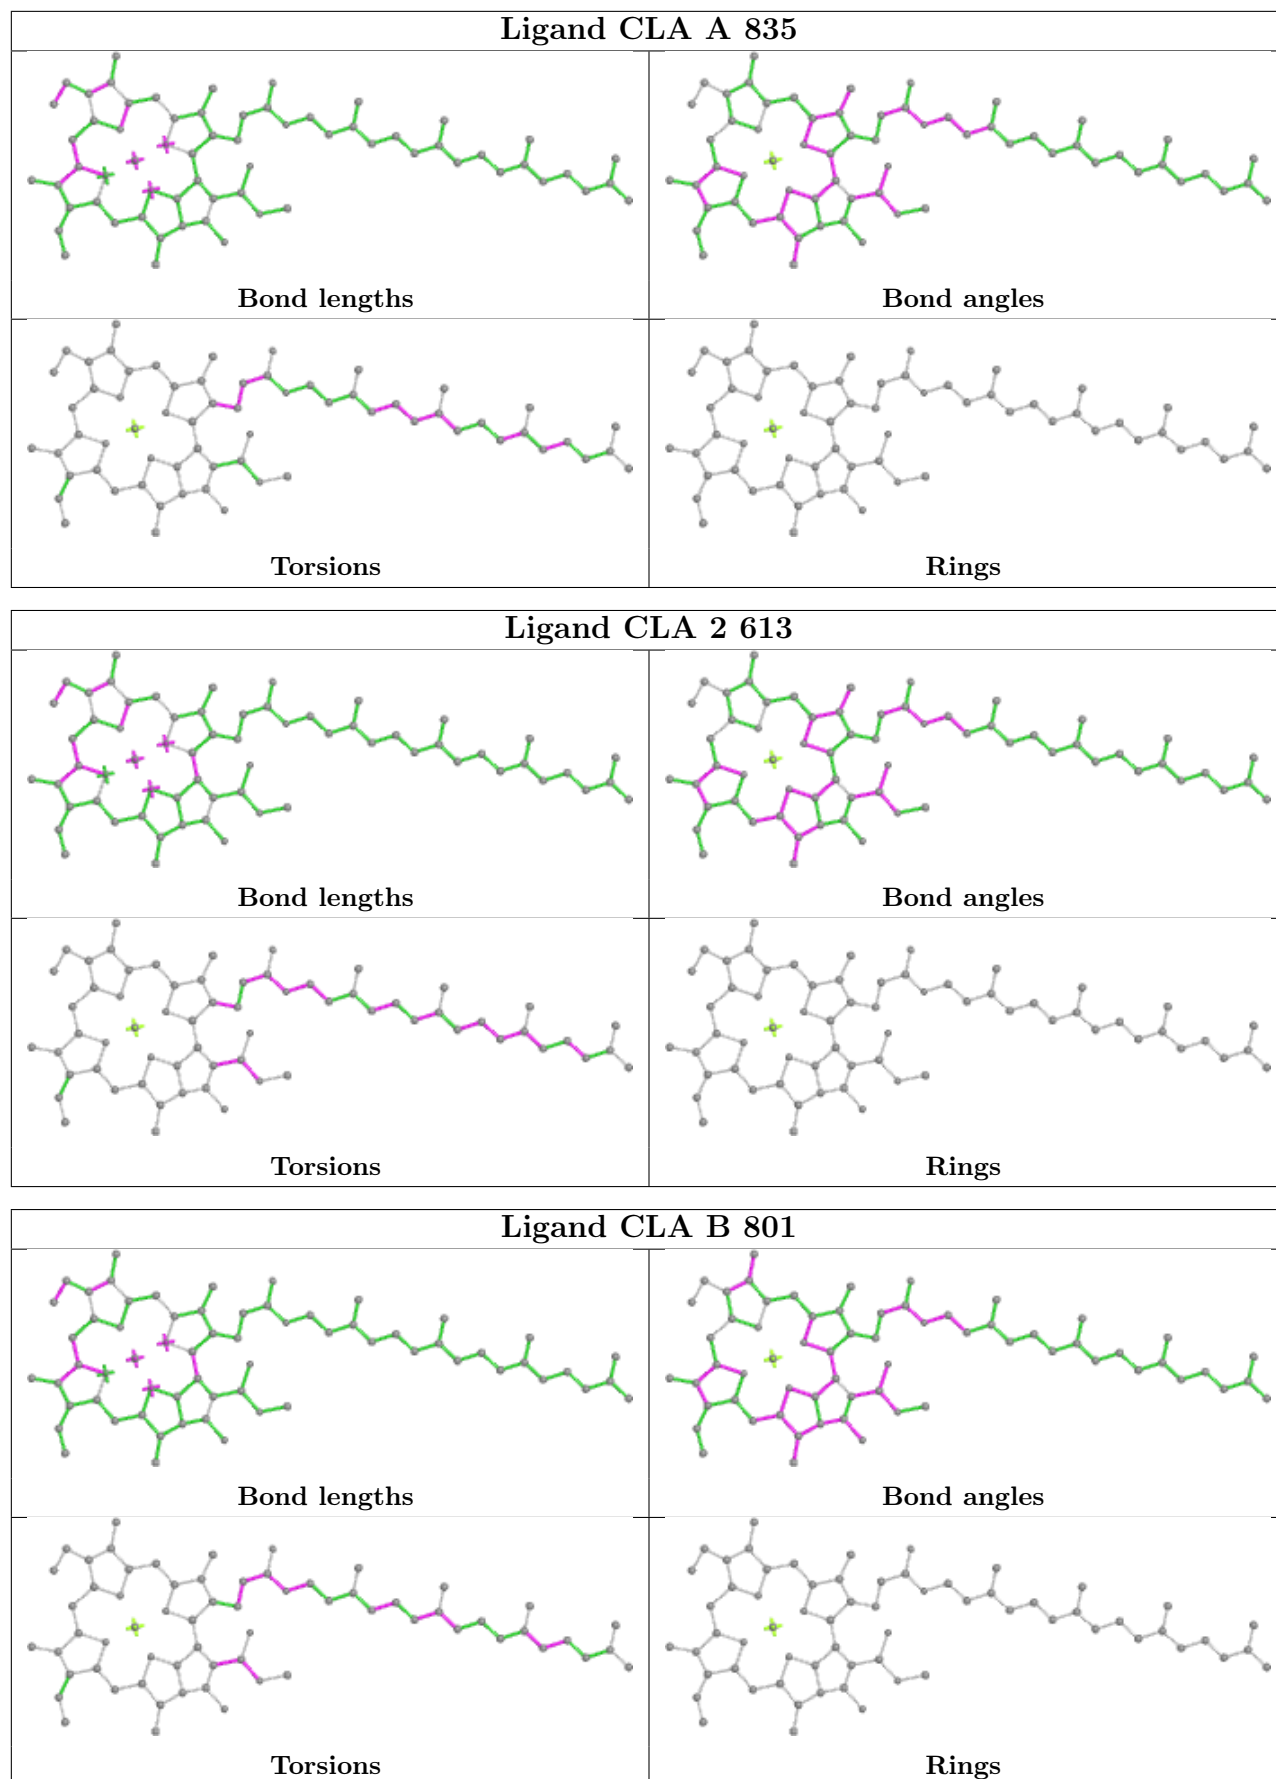 Ligand CLA A 835
Bond lengths
Bond angles
Torsions
Rings
Ligand CLA 2 613
Bond lengths
Bond angles
Torsions
Rings
Ligand CLA B 801
Bond lengths
Bond angles
Torsions
Rings